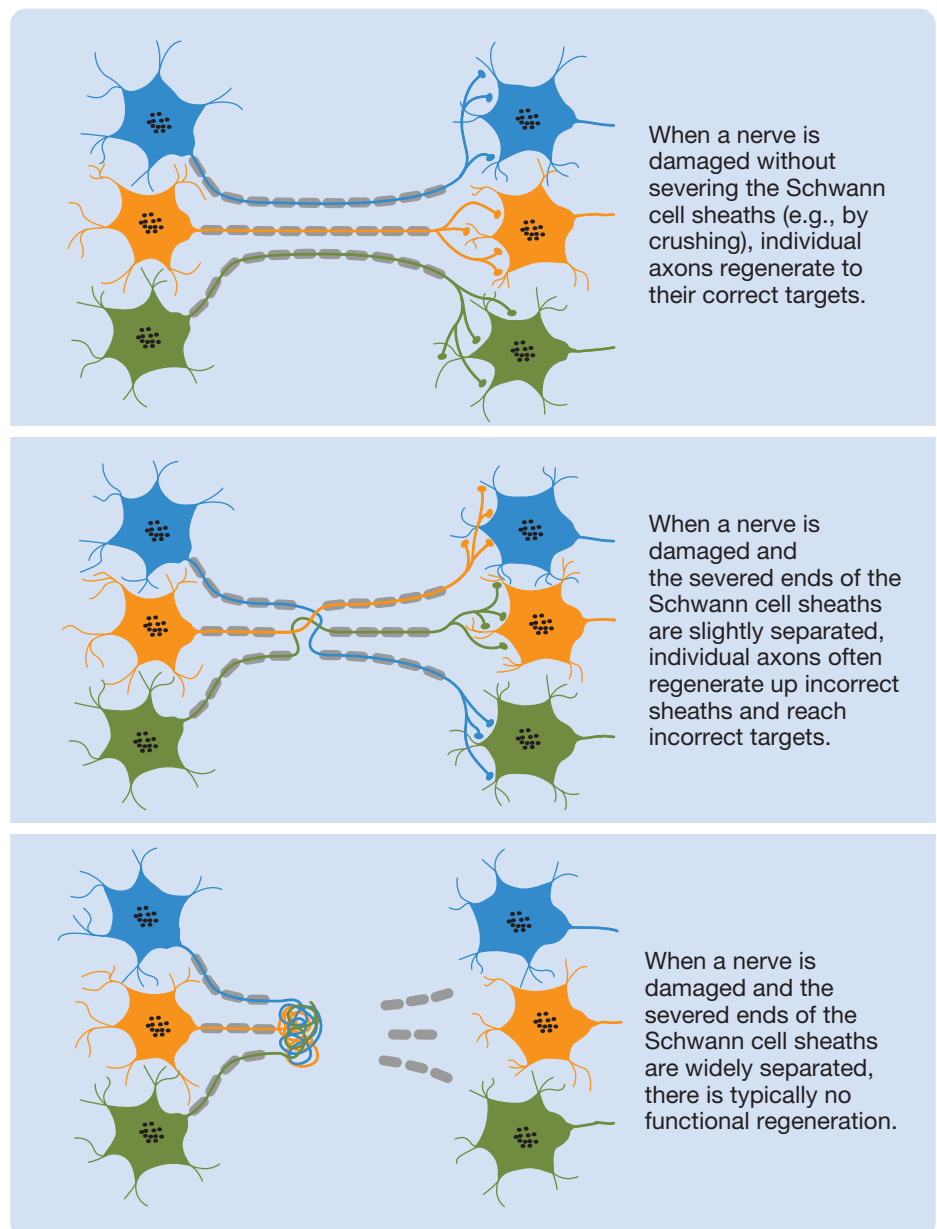 When a nerve is
damaged without
severing the Schwann
cell sheaths (e.g., by
crushing), individual
axons regenerate to
their correct targets.
When a nerve is
damaged and
the severed ends of the
Schwann cell sheaths
are slightly separated,
individual axons often
regenerate up incorrect
sheaths and reach
incorrect targets.
When a nerve is
damaged and the
severed ends of the
Schwann cell sheaths
are widely separated,
there is typically no
functional regeneration.